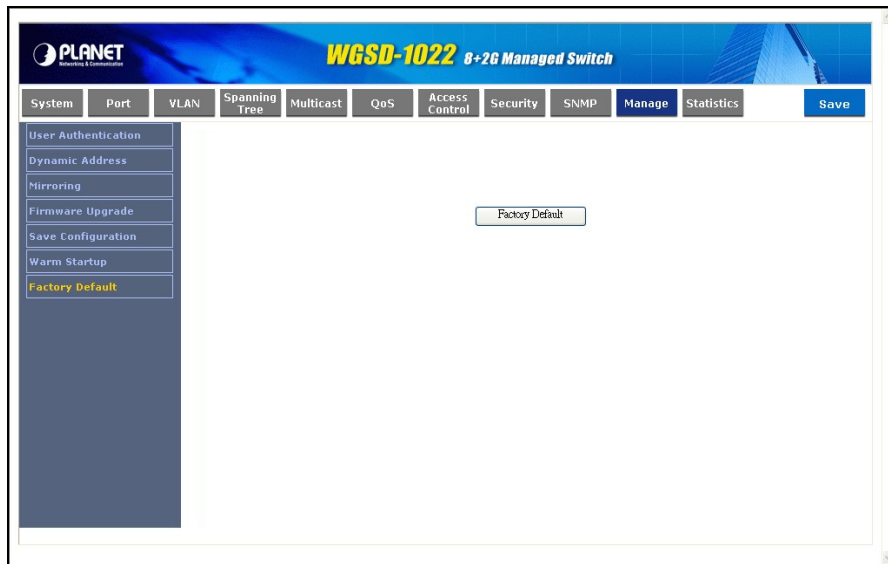 PLANET
Networking & Communication
WGSD-1022 8+2G Managed Switch
System Port VLAN Spanning Tree Multicast QoS Access Control Security SNMP Manage Statistics Save
User Authentication
Dynamic Address
Mirroring
Firmware Upgrade
Save Configuration
Warm Startup
Factory Default
Factory Default